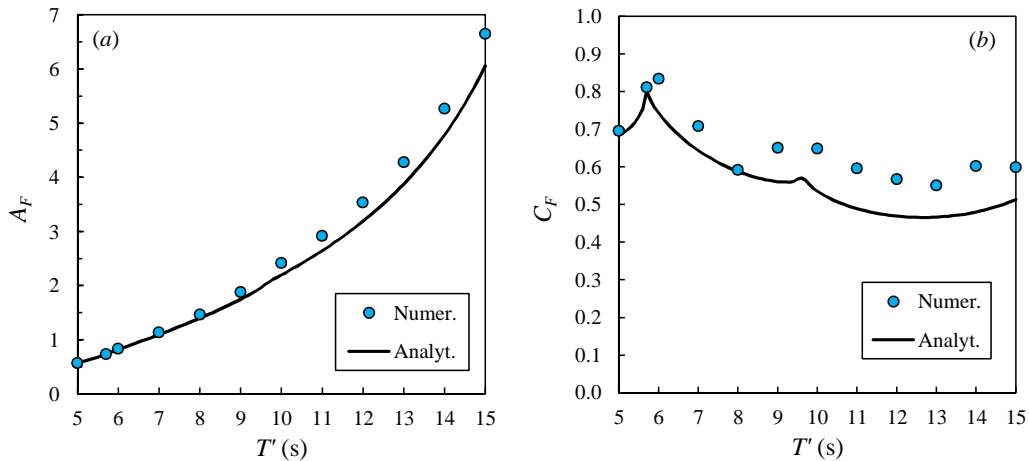 (a)
7
6
5
4
3
2
1
0
A_F
Numer.
Analyt.
5 6 7 8 9 10 11 12 13 14 15
T′ (s)
(b)
1.0
0.9
0.8
0.7
0.6
0.5
0.4
0.3
0.2
0.1
0.0
C_F
Numer.
Analyt.
5 6 7 8 9 10 11 12 13 14 15
T′ (s)